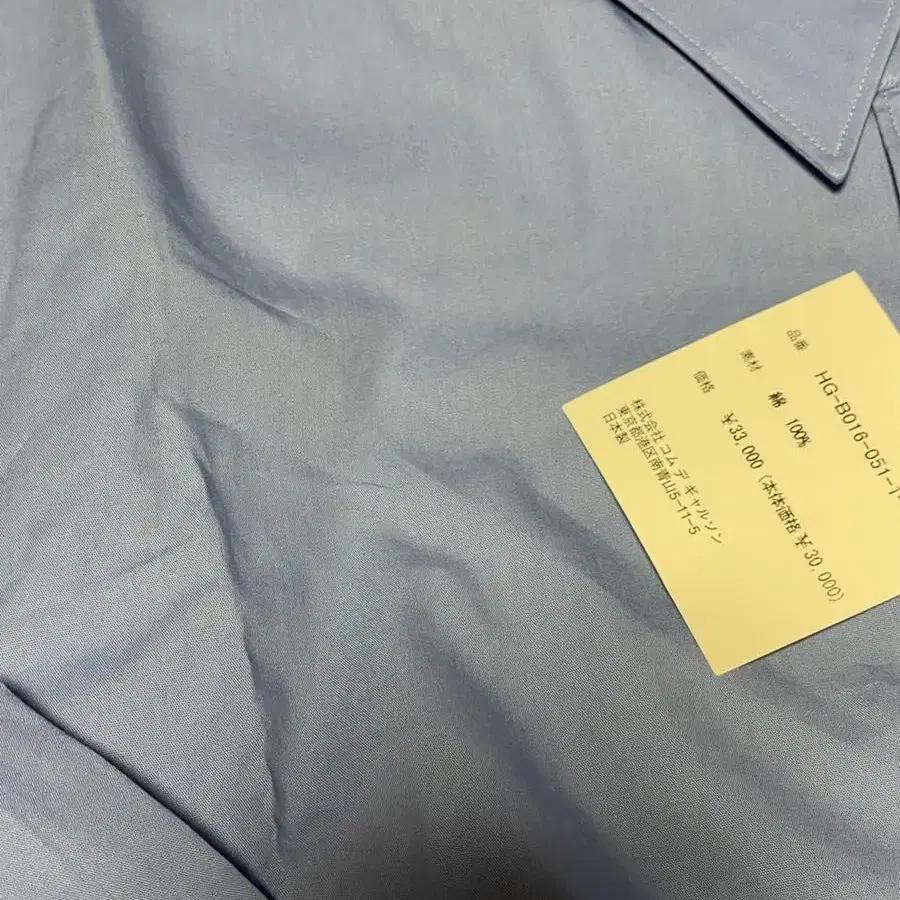 品番 HG-B016-051-1-
素材 綿 100%
価格 ¥33,000 (本体価格¥30,000)
株式会社コム デ ギャルソン
東京都港区南青山5-11-5
日本製